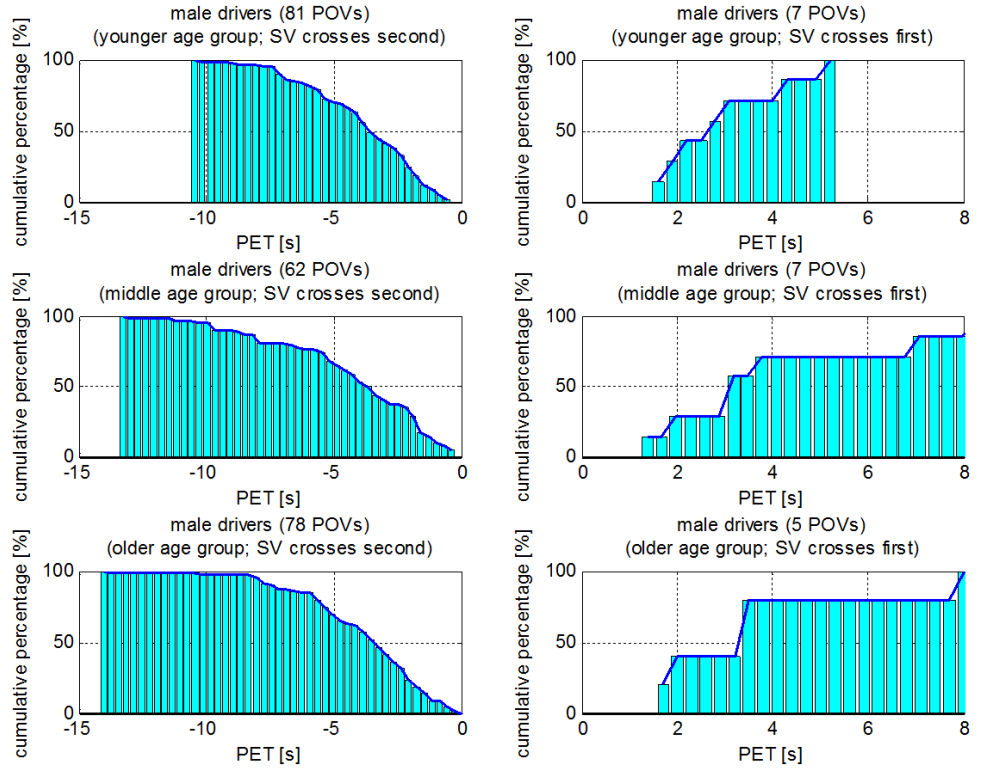 male drivers (81 POVs)
(younger age group; SV crosses second)
cumulative percentage [%]
100
50
0
-15
-10
-5
0
PET [s]
male drivers (7 POVs)
(younger age group; SV crosses first)
cumulative percentage [%]
100
50
0
0
2
4
6
8
PET [s]
male drivers (62 POVs)
(middle age group; SV crosses second)
cumulative percentage [%]
100
50
0
-15
-10
-5
0
PET [s]
male drivers (7 POVs)
(middle age group; SV crosses first)
cumulative percentage [%]
100
50
0
0
2
4
6
8
PET [s]
male drivers (78 POVs)
(older age group; SV crosses second)
cumulative percentage [%]
100
50
0
-15
-10
-5
0
PET [s]
male drivers (5 POVs)
(older age group; SV crosses first)
cumulative percentage [%]
100
50
0
0
2
4
6
8
PET [s]